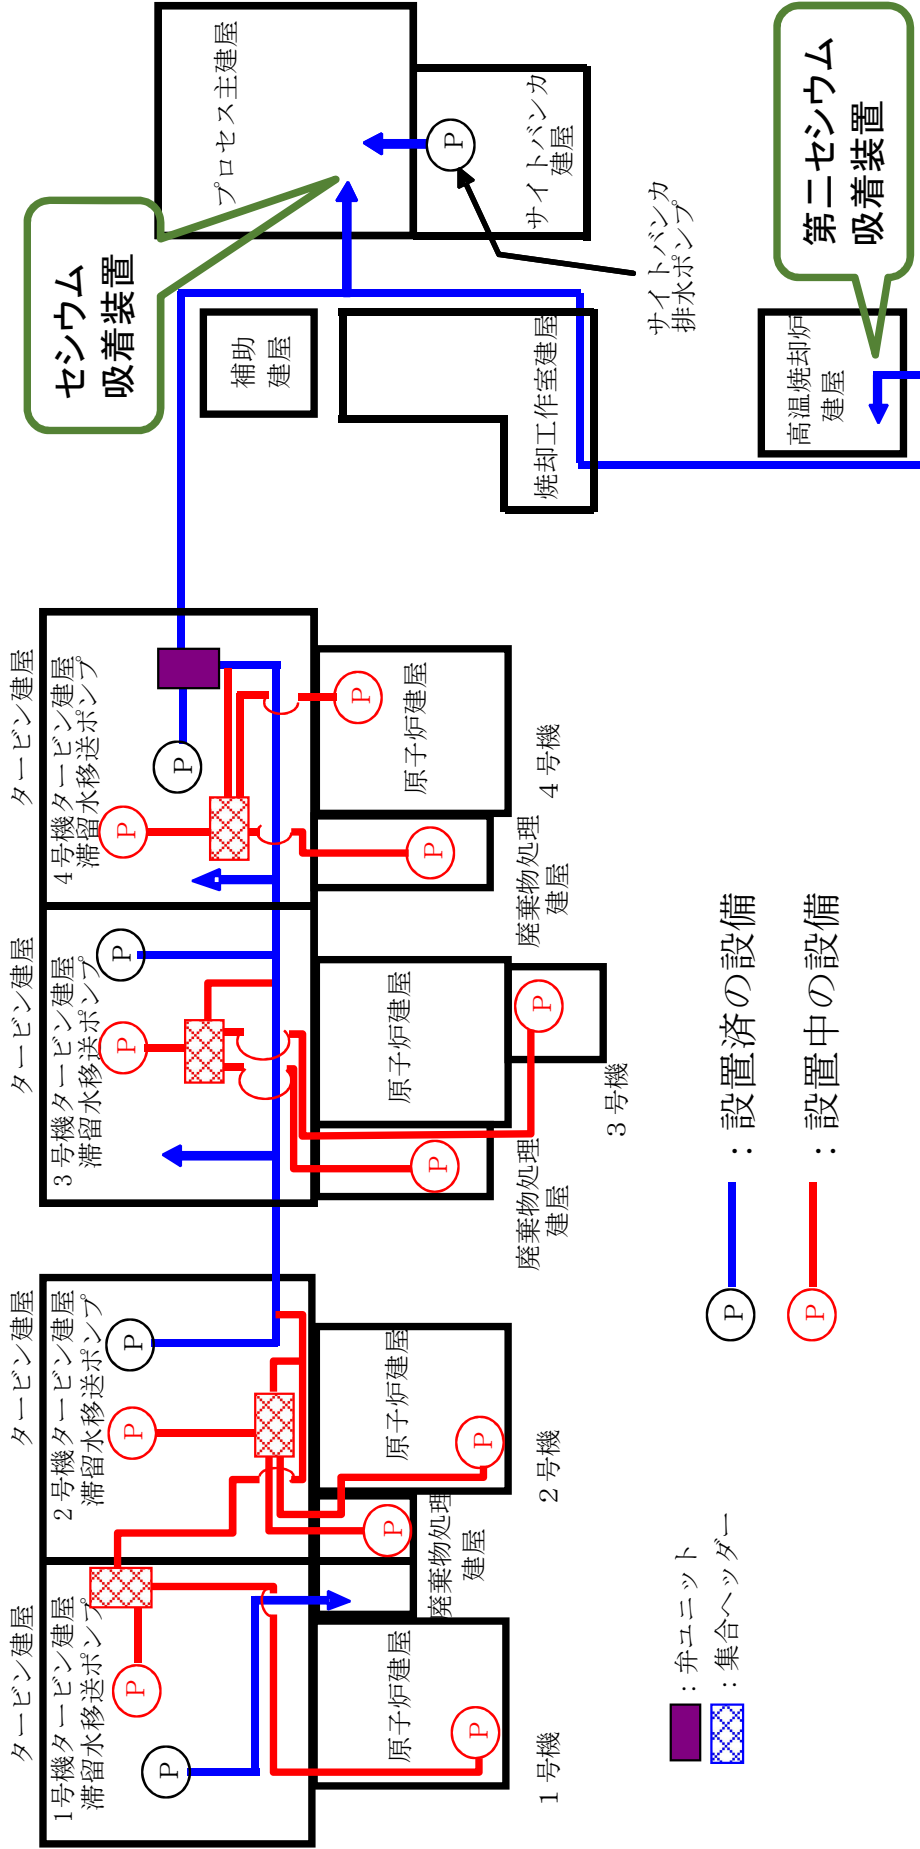 タービン建屋
1号機タービン建屋
滞留水移送ポンプ
P
P
原子炉建屋
P
1号機
タービン建屋
2号機タービン建屋
滞留水移送ポンプ
P
P
廃棄物処理
建屋
P
原子炉建屋
P
2号機
タービン建屋
3号機タービン建屋
滞留水移送ポンプ
P
P
廃棄物処理
建屋
P
原子炉建屋
P
3号機
タービン建屋
4号機タービン建屋
滞留水移送ポンプ
P
P
廃棄物処理
建屋
P
原子炉建屋
P
4号機
セシウム
吸着装置
補助
建屋
プロセス主建屋
P
サイトバンカ
建屋
サイトバンカ
排水ポンプ
焼却工作室建屋
高温焼却炉
建屋
第二セシウム
吸着装置
:弁ユニット
:集合ヘッダー
P :設置済の設備
P :設置中の設備